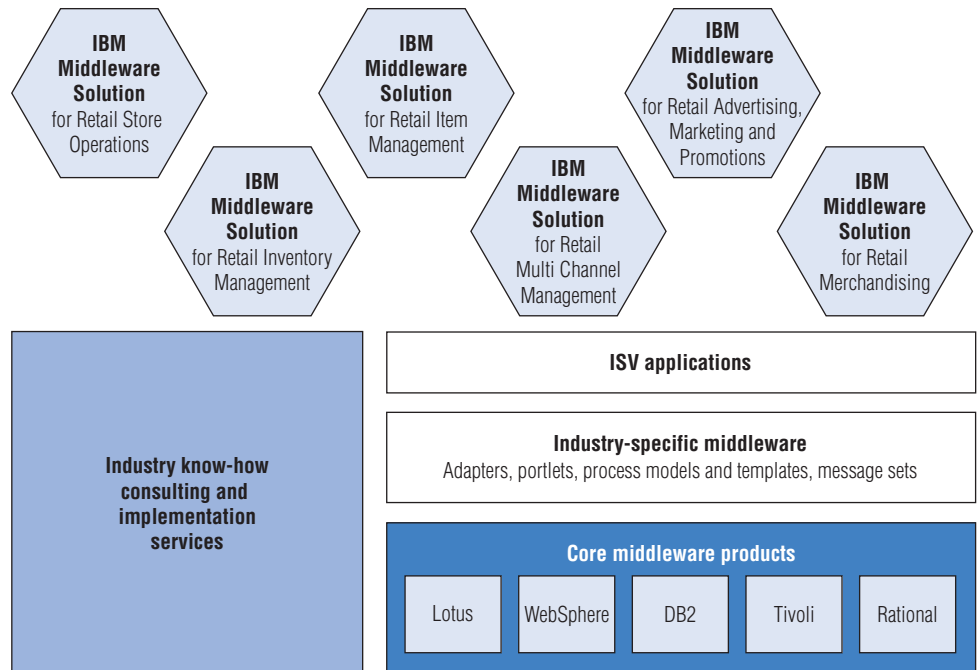 IBM
Middleware
Solution
for Retail Store
Operations
IBM
Middleware
Solution
for Retail Item
Management
IBM
Middleware
Solution
for Retail Advertising,
Marketing and
Promotions
IBM
Middleware
Solution
for Retail Inventory
Management
IBM
Middleware
Solution
for Retail
Multi Channel
Management
IBM
Middleware
Solution
for Retail
Merchandising
Industry know-how
consulting and
implementation
services
ISV applications
Industry-specific middleware
Adapters, portlets, process models and templates, message sets
Core middleware products
Lotus
WebSphere
DB2
Tivoli
Rational